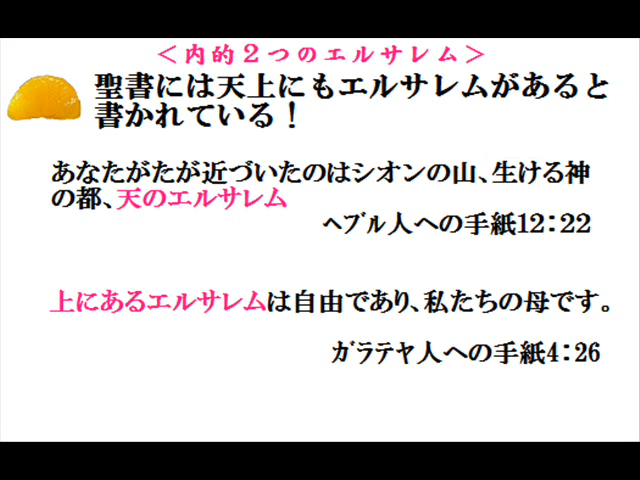 ＜内的２つのエルサレム＞
聖書には天上にもエルサレムがあると
書かれている！
あなたがたが近づいたのはシオンの山、生ける神
の都、天のエルサレム
ﾍﾌﾞﾙ人への手紙12：22
上にあるエルサレムは自由であり、私たちの母です。
ｶﾞﾗﾃﾔ人への手紙4：26